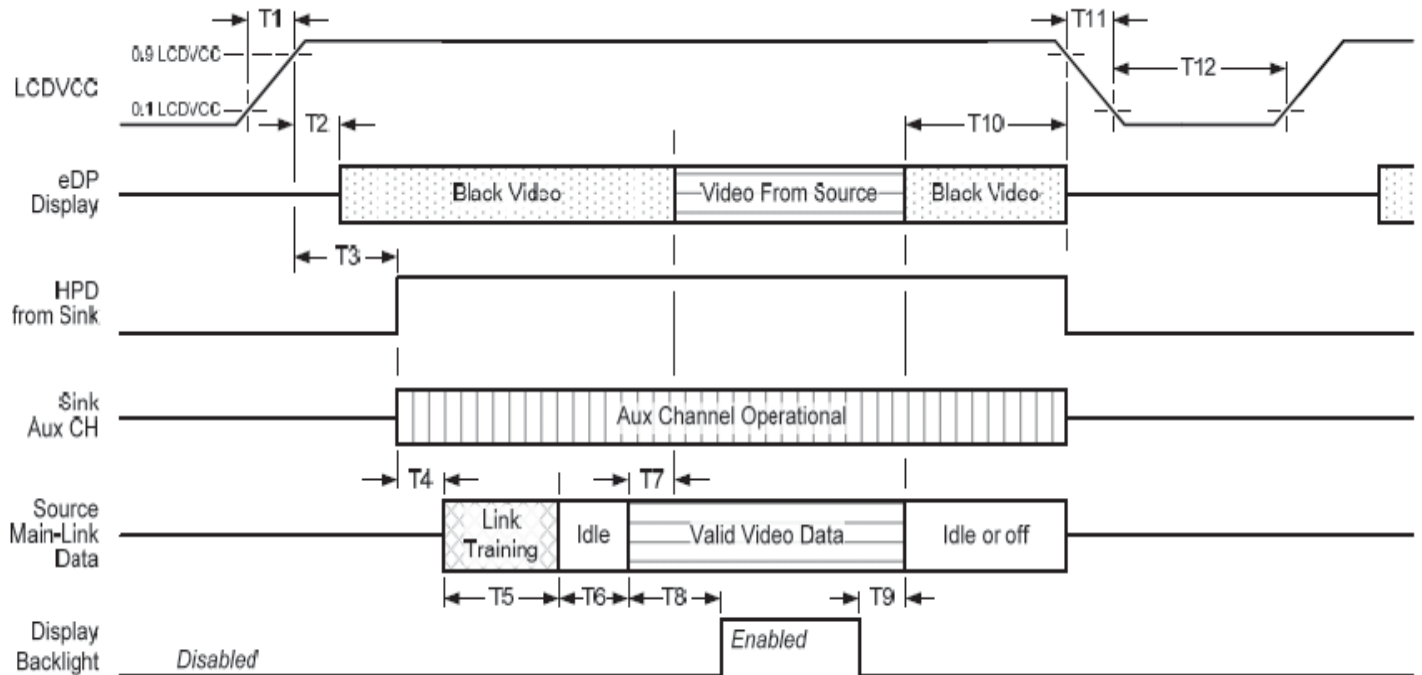 T1
T11
0.9 LCDVCC
T12
LCDVCC
0.1 LCDVCC
T2
T10
eDP
Display
Black Video
Video From Source
Black Video
T3
HPD
from Sink
Sink
Aux CH
Aux Channel Operational
T4
T7
Source
Main-Link
Data
Link
Training
Idle
Valid Video Data
Idle or off
T5
T6
T8
T9
Display
Backlight
Disabled
Enabled